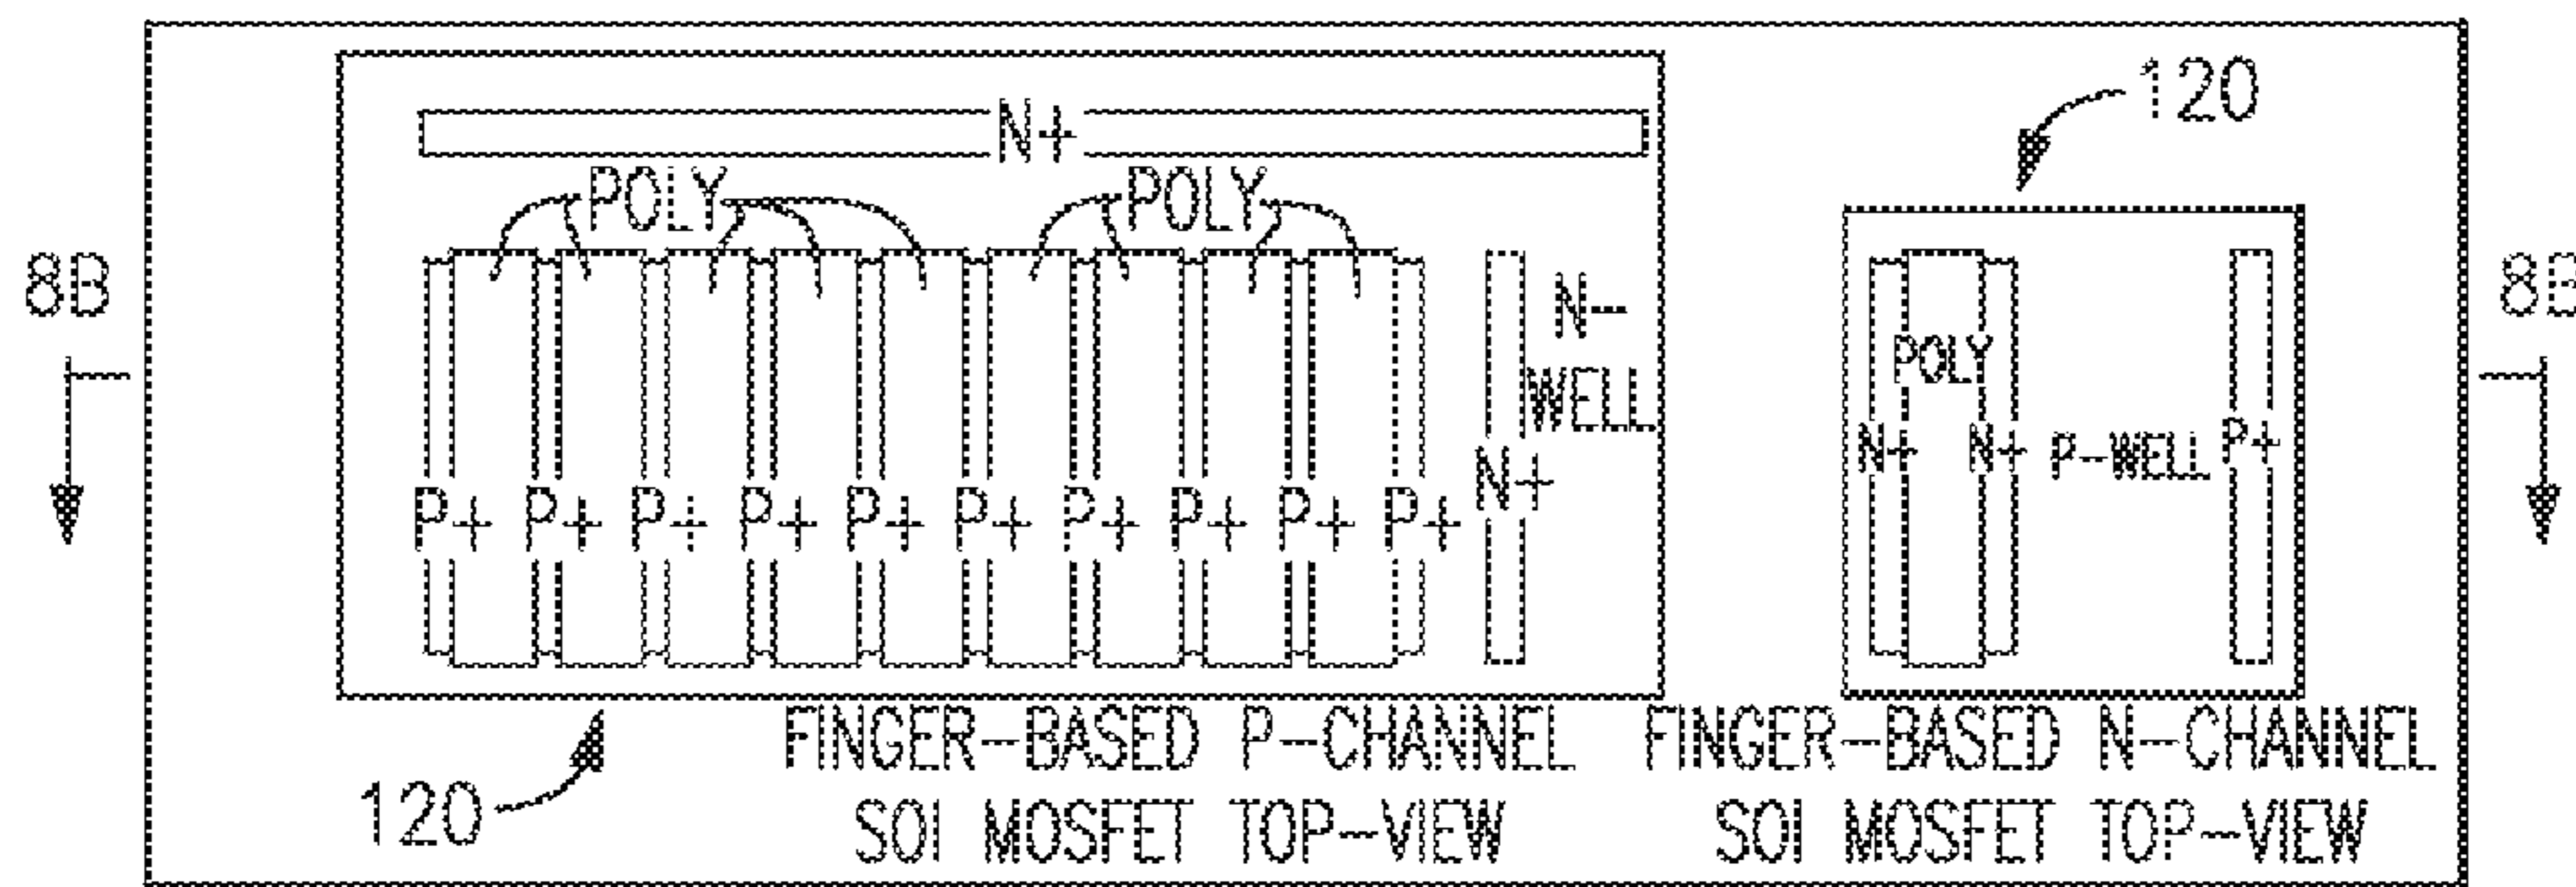 120
N+
POLY POLY
8B 8B
N-
WELL
POLY
N+ N+ P-WELL P+
N+
P+ P+ P+ P+ P+ P+ P+ P+ P+ P+
FINGER-BASED P-CHANNEL
SOI MOSFET TOP-VIEW
FINGER-BASED N-CHANNEL
SOI MOSFET TOP-VIEW
120